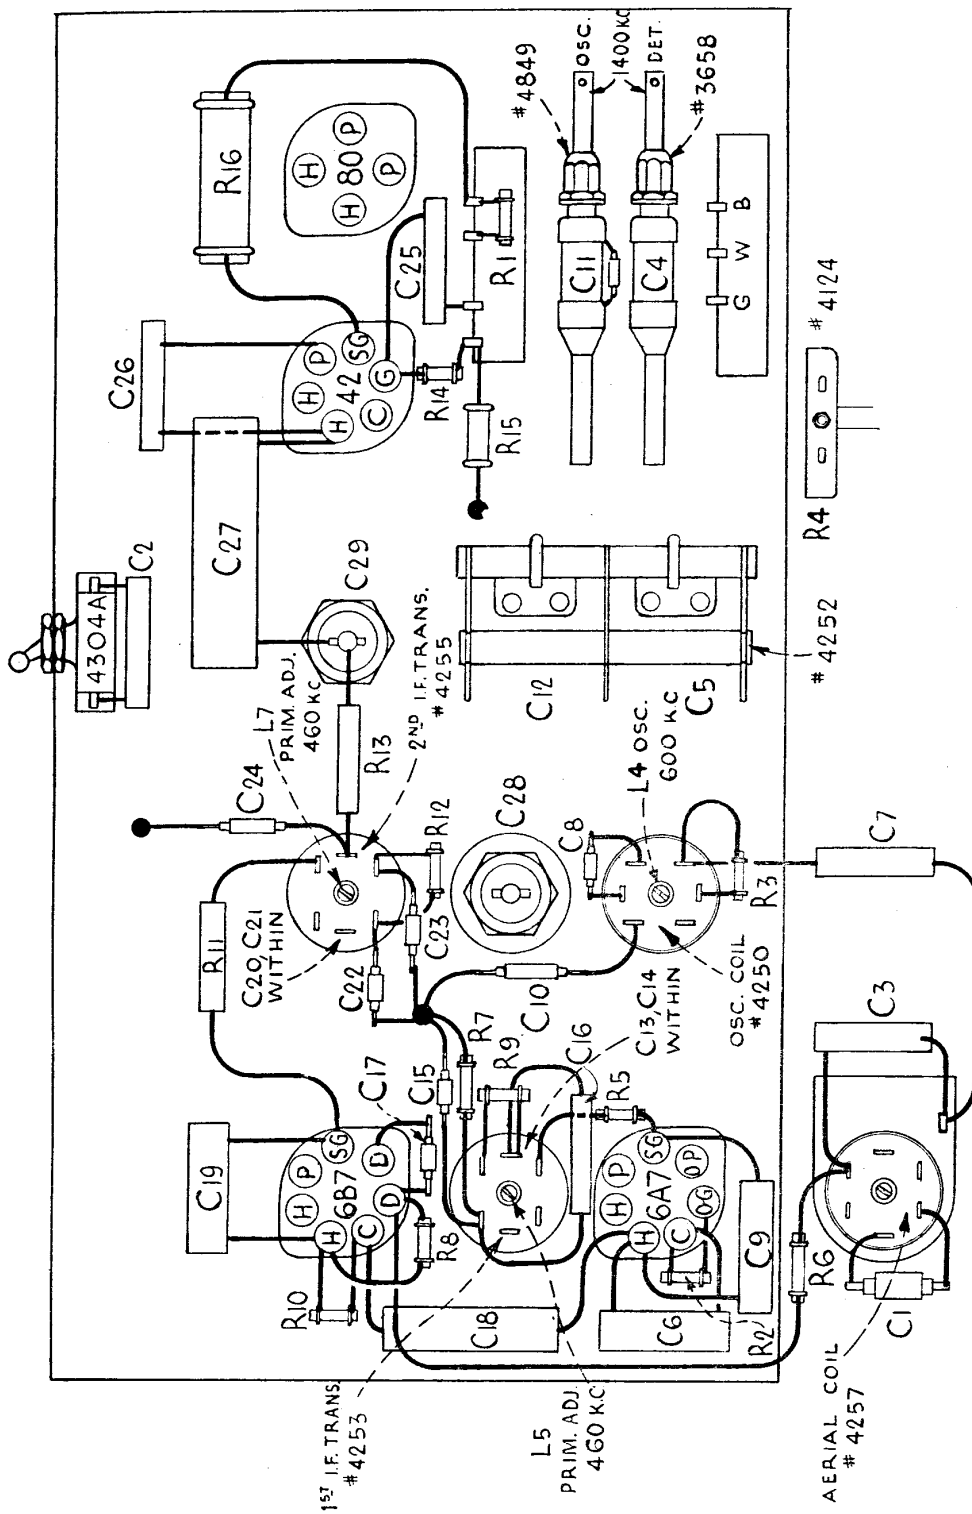 4304A
C2
C26
R16
C27
H
P
H
42
SG
C
G
H
P
80
H
P
R14
C25
R15
R1
C29
L7
PRIM. ADJ.
460 KC
2ND I.F. TRANS.
#4255
C24
R13
R11
C20, C21
WITHIN
R12
C23
C22
C28
C12
C5
#4252
C11
C4
OSC.
1400KC
DET.
#4849
#3658
G
W
B
R4
#4124
L4 OSC.
600 KC
C8
R3
C7
OSC. COIL
#4250
C10
C13, C14
WITHIN
C19
H
P
SG
6B7
H
C
D
D
C17
C15
R7
R9
C16
R5
R8
R10
C18
H
P
SG
6A7
H
C
OG
OP
C6
R2
C9
R6
C3
C1
1ST I.F. TRANS.
#4253
L5
PRIM. ADJ.
460 KC
AERIAL COIL
#4257